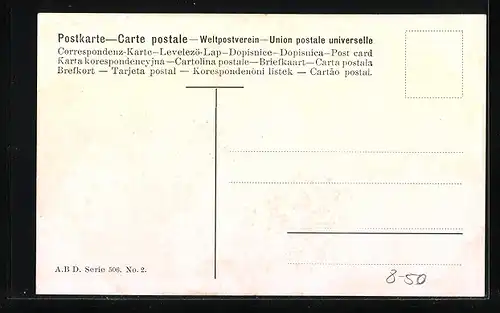 Postkarte—Carte postale—Weltpostverein—Union postale universelle
Correspondenz-Karte—Levelező-Lap—Dopisnice—Dopisnica—Post card
Karta korespondencyjna—Cartolina postale—Briefkaart—Carta postala
Brefkort — Tarjeta postal — Korespondenční lístek — Cartão postal.
A.B D. Serie 506. No. 2.
8-50